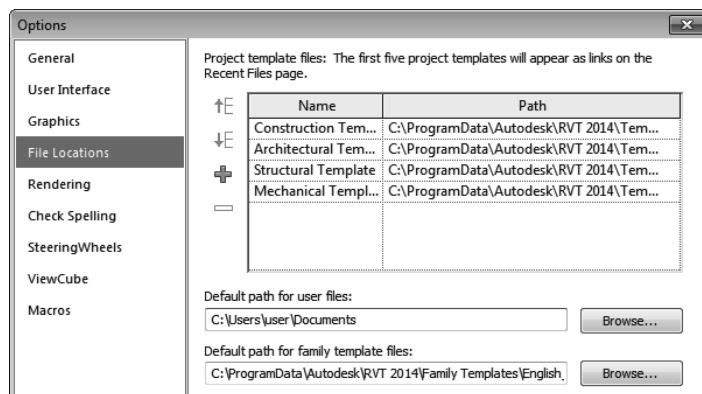 Options
General
User Interface
Graphics
File Locations
Rendering
Check Spelling
SteeringWheels
ViewCube
Macros
Project template files: The first five project templates will appear as links on the
Recent Files page.
Name Path
Construction Tem... C:\ProgramData\Autodesk\RVT 2014\Tem...
Architectural Tem... C:\ProgramData\Autodesk\RVT 2014\Tem...
Structural Template C:\ProgramData\Autodesk\RVT 2014\Tem...
Mechanical Templ... C:\ProgramData\Autodesk\RVT 2014\Tem...
Default path for user files:
C:\Users\user\Documents Browse...
Default path for family template files:
C:\ProgramData\Autodesk\RVT 2014\Family Templates\English_ Browse...